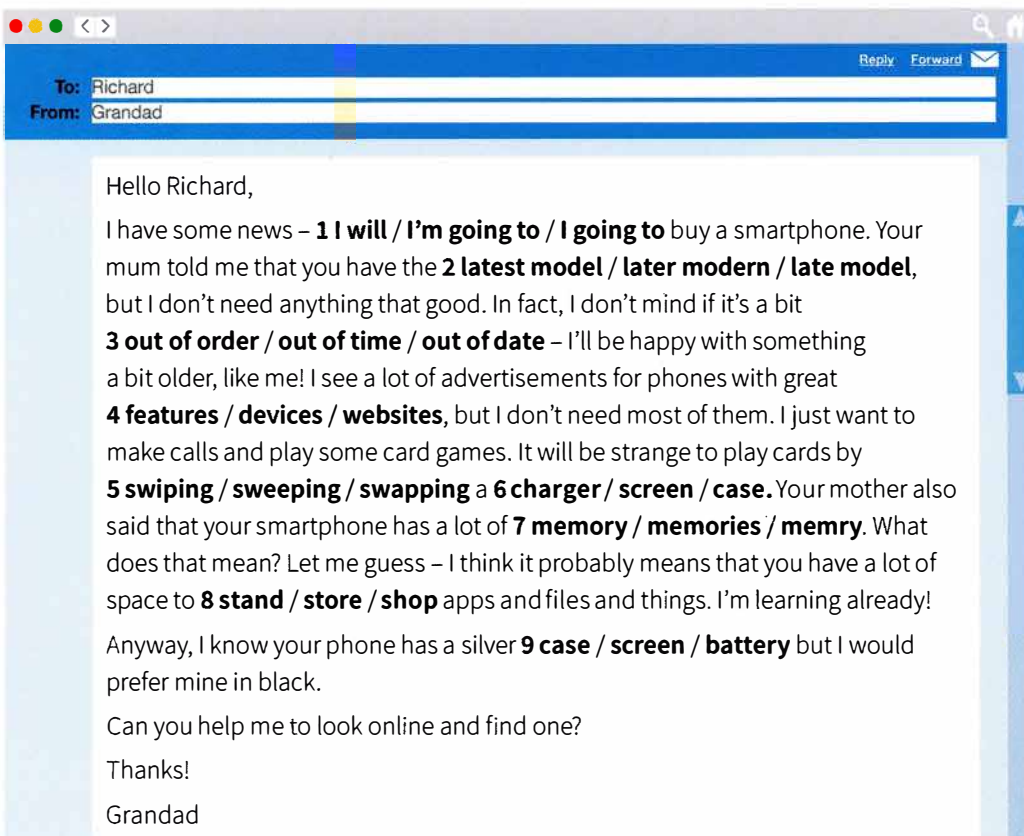 Reply Forward
To: Richard
From: Grandad
Hello Richard,
I have some news – 1 I will / I'm going to / I going to buy a smartphone. Your
mum told me that you have the 2 latest model / later modern / late model,
but I don't need anything that good. In fact, I don't mind if it's a bit
3 out of order / out of time / out of date – I'll be happy with something
a bit older, like me! I see a lot of advertisements for phones with great
4 features / devices / websites, but I don't need most of them. I just want to
make calls and play some card games. It will be strange to play cards by
5 swiping / sweeping / swapping a 6 charger / screen / case. Your mother also
said that your smartphone has a lot of 7 memory / memories / memry. What
does that mean? Let me guess – I think it probably means that you have a lot of
space to 8 stand / store / shop apps and files and things. I'm learning already!
Anyway, I know your phone has a silver 9 case / screen / battery but I would
prefer mine in black.
Can you help me to look online and find one?
Thanks!
Grandad